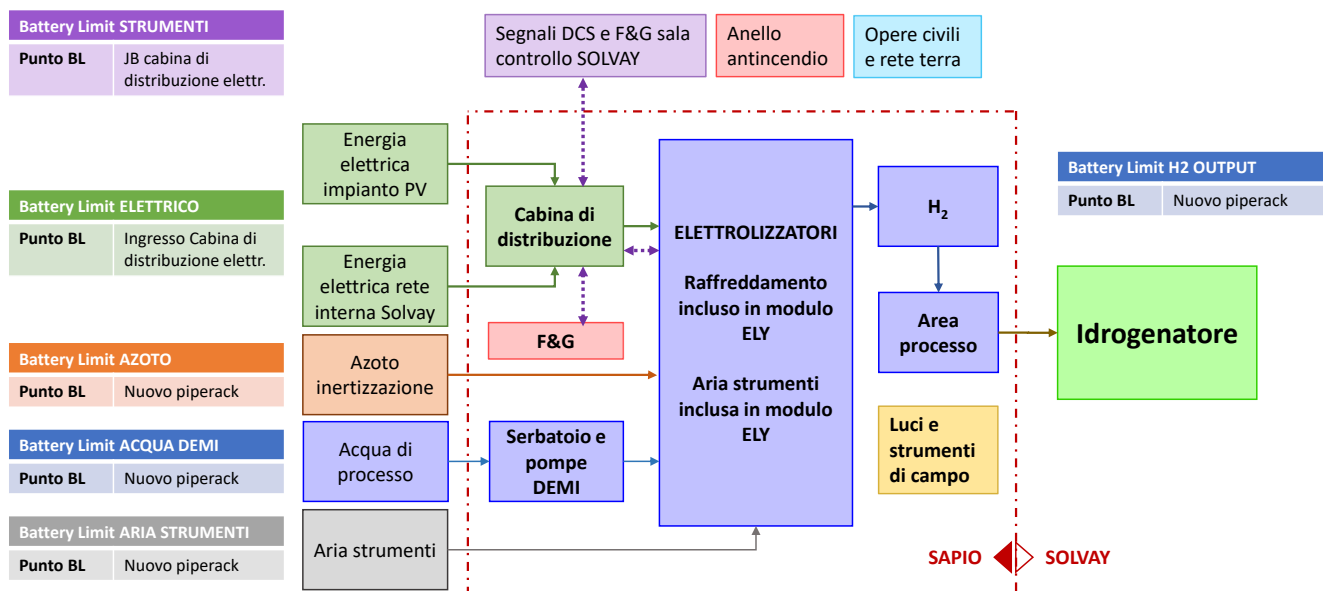 Battery Limit STRUMENTI
Punto BL
JB cabina di
distribuzione elettr.
Battery Limit ELETTRICO
Punto BL
Ingresso Cabina di
distribuzione elettr.
Battery Limit AZOTO
Punto BL
Nuovo piperack
Battery Limit ACQUA DEMI
Punto BL
Nuovo piperack
Battery Limit ARIA STRUMENTI
Punto BL
Nuovo piperack
Segnali DCS e F&G sala
controllo SOLVAY
Anello
antincendio
Opere civili
e rete terra
Energia
elettrica
impianto PV
Energia
elettrica rete
interna Solvay
Azoto
inertizzazione
Acqua di
processo
Aria strumenti
Cabina di
distribuzione
F&G
Serbatoio e
pompe
DEMI
ELETTROLIZZATORI
Raffreddamento
incluso in modulo
ELY
Aria strumenti
inclusa in modulo
ELY
H₂
Area
processo
Luci e
strumenti
di campo
SAPIO
SOLVAY
Battery Limit H2 OUTPUT
Punto BL
Nuovo piperack
Idrogenatore